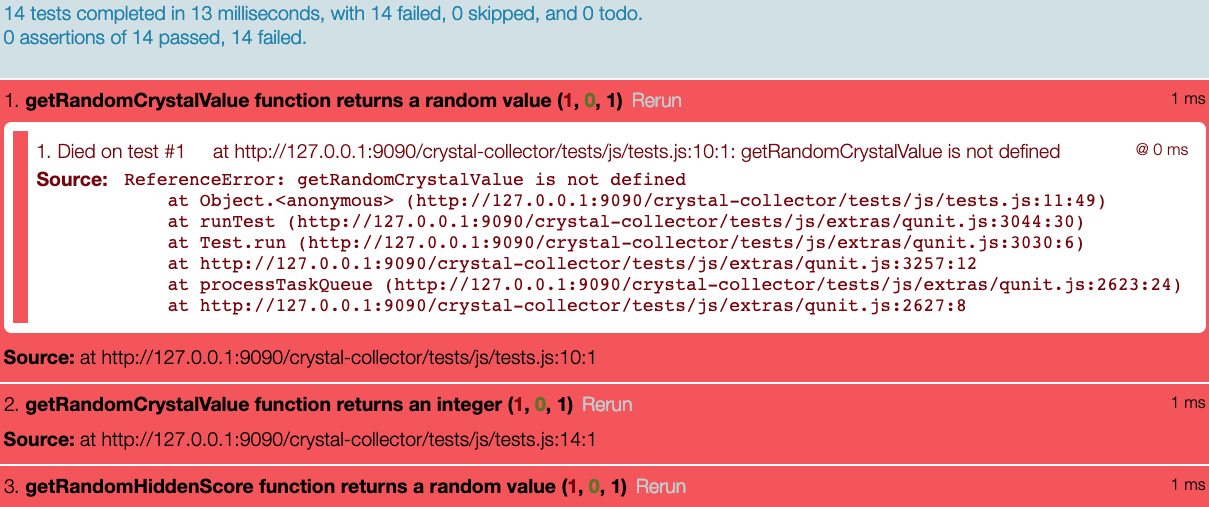 14 tests completed in 13 milliseconds, with 14 failed, 0 skipped, and 0 todo.
0 assertions of 14 passed, 14 failed.
1. getRandomCrystalValue function returns a random value (1, 0, 1) Rerun 1 ms
1. Died on test #1 at http://127.0.0.1:9090/crystal-collector/tests/js/tests.js:10:1: getRandomCrystalValue is not defined @ 0 ms
Source: ReferenceError: getRandomCrystalValue is not defined
at Object.<anonymous> (http://127.0.0.1:9090/crystal-collector/tests/js/tests.js:11:49)
at runTest (http://127.0.0.1:9090/crystal-collector/tests/js/extras/qunit.js:3044:30)
at Test.run (http://127.0.0.1:9090/crystal-collector/tests/js/extras/qunit.js:3030:6)
at http://127.0.0.1:9090/crystal-collector/tests/js/extras/qunit.js:3257:12
at processTaskQueue (http://127.0.0.1:9090/crystal-collector/tests/js/extras/qunit.js:2623:24)
at http://127.0.0.1:9090/crystal-collector/tests/js/extras/qunit.js:2627:8
Source: at http://127.0.0.1:9090/crystal-collector/tests/js/tests.js:10:1
2. getRandomCrystalValue function returns an integer (1, 0, 1) Rerun 1 ms
Source: at http://127.0.0.1:9090/crystal-collector/tests/js/tests.js:14:1
3. getRandomHiddenScore function returns a random value (1, 0, 1) Rerun 1 ms